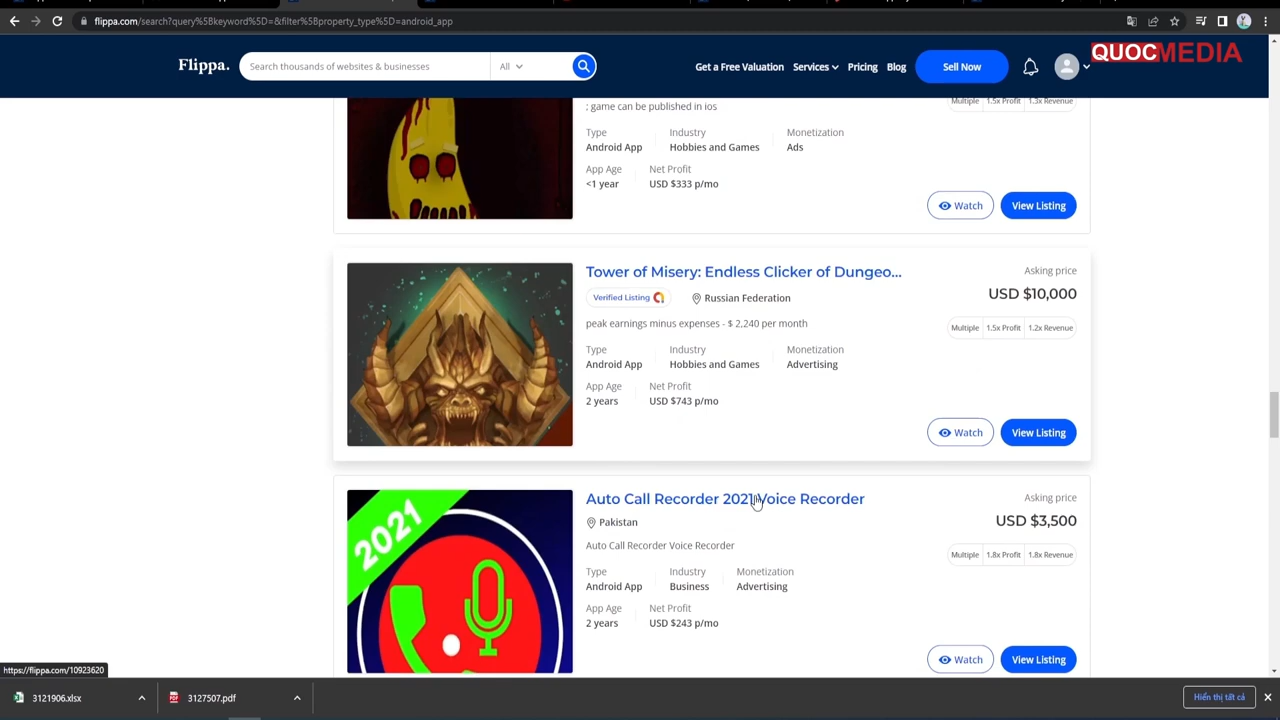 flippa.com/search?query%5Bkeyword%5D=&filter%5Bproperty_type%5D=android_app
QUOCMEDIA
Flippa.
Search thousands of websites & businesses
All
Get a Free Valuation
Services
Pricing
Blog
Sell Now
; game can be published in ios
Multiple 1.5x Profit 1.3x Revenue
Type Industry Monetization
Android App Hobbies and Games Ads
App Age Net Profit
<1 year USD $333 p/mo
Watch
View Listing
Tower of Misery: Endless Clicker of Dungeo...
Asking price
USD $10,000
Verified Listing
Russian Federation
peak earnings minus expenses - $ 2,240 per month
Multiple 1.5x Profit 1.2x Revenue
Type Industry Monetization
Android App Hobbies and Games Advertising
App Age Net Profit
2 years USD $743 p/mo
Watch
View Listing
2021
Auto Call Recorder 2021 Voice Recorder
Asking price
USD $3,500
Pakistan
Auto Call Recorder Voice Recorder
Multiple 1.8x Profit 1.8x Revenue
Type Industry Monetization
Android App Business Advertising
App Age Net Profit
2 years USD $243 p/mo
Watch
View Listing
https://flippa.com/10923620
3121906.xlsx
3127507.pdf
Hiển thị tất cả